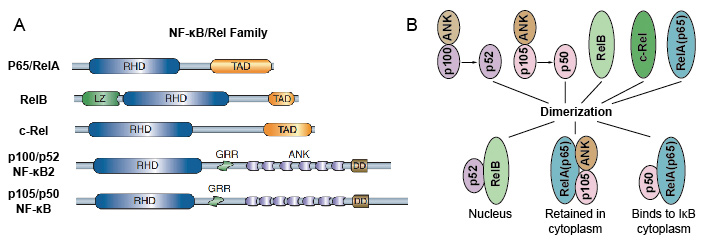 A
NF-κB/Rel Family
P65/RelA
RHD
TAD
RelB
LZ
RHD
TAD
c-Rel
RHD
TAD
p100/p52
NF-κB2
RHD
GRR
ANK
DD
p105/p50
NF-κB
RHD
GRR
DD
B
p100
ANK
p52
p105
ANK
p50
RelB
c-Rel
RelA(p65)
Dimerization
p52
RelB
RelA(p65)
ANK
p105
p50
RelA(p65)
Nucleus
Retained in
cytoplasm
Binds to IκB
cytoplasm